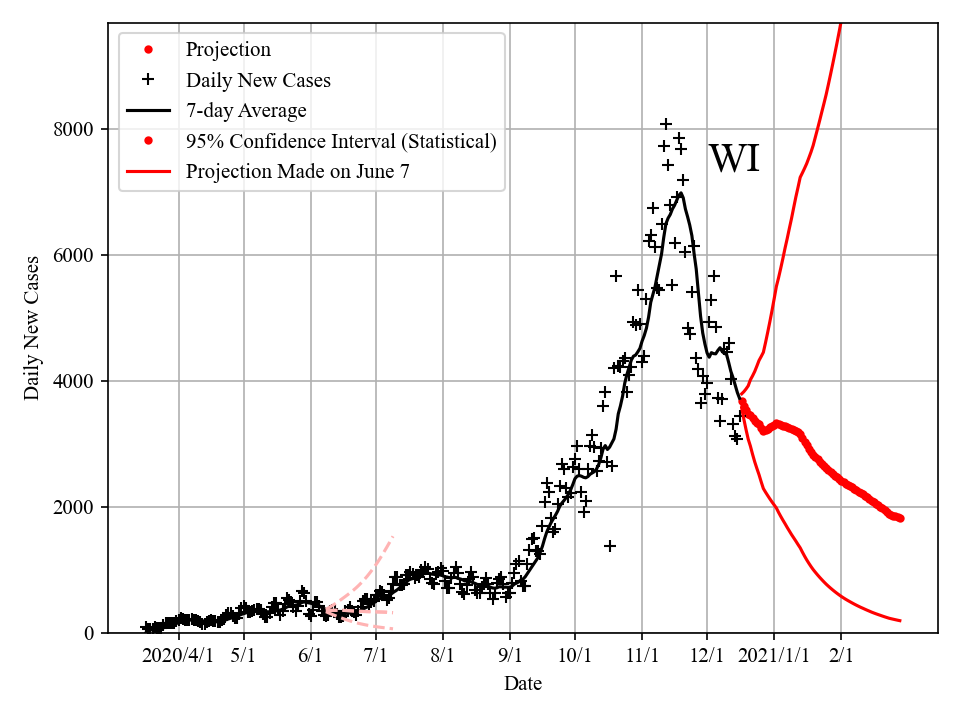 Projection
Daily New Cases
7-day Average
95% Confidence Interval (Statistical)
Projection Made on June 7
WI
8000
6000
4000
2000
0
Daily New Cases
2020/4/1 5/1 6/1 7/1 8/1 9/1 10/1 11/1 12/1 2021/1/1 2/1
Date